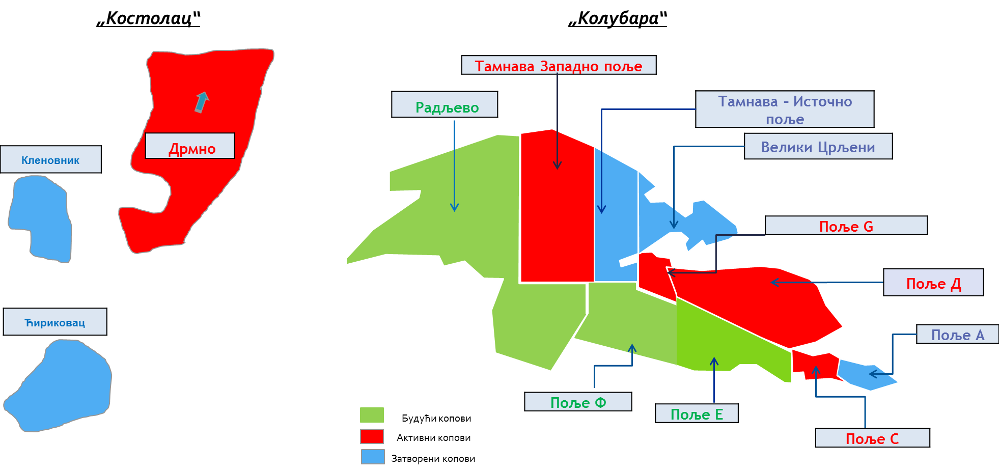 „Костолац“
„Колубара“
Тамнава Западно поље
Радљево
Тамнава – Источно
поље
Велики Црљени
Дрмно
Кленовник
Поље G
Поље Д
Ћириковац
Поље А
Поље Ф
Поље Е
Поље С
Будући копови
Активни копови
Затворени копови